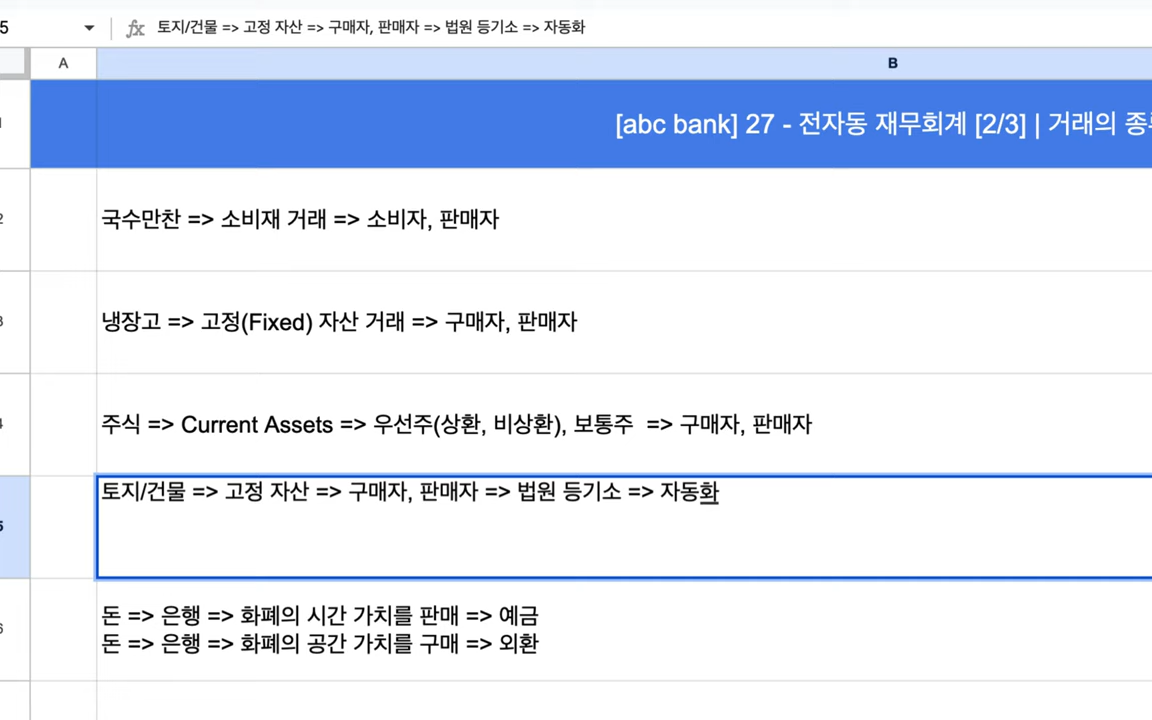 5
fx 토지/건물 => 고정 자산 => 구매자, 판매자 => 법원 등기소 => 자동화
A B
1 [abc bank] 27 - 전자동 재무회계 [2/3] | 거래의
2 국수만찬 => 소비재 거래 => 소비자, 판매자
3 냉장고 => 고정(Fixed) 자산 거래 => 구매자, 판매자
4 주식 => Current Assets => 우선주(상환, 비상환), 보통주 => 구매자, 판매자
5 토지/건물 => 고정 자산 => 구매자, 판매자 => 법원 등기소 => 자동화
6 돈 => 은행 => 화폐의 시간 가치를 판매 => 예금
돈 => 은행 => 화폐의 공간 가치를 구매 => 외환